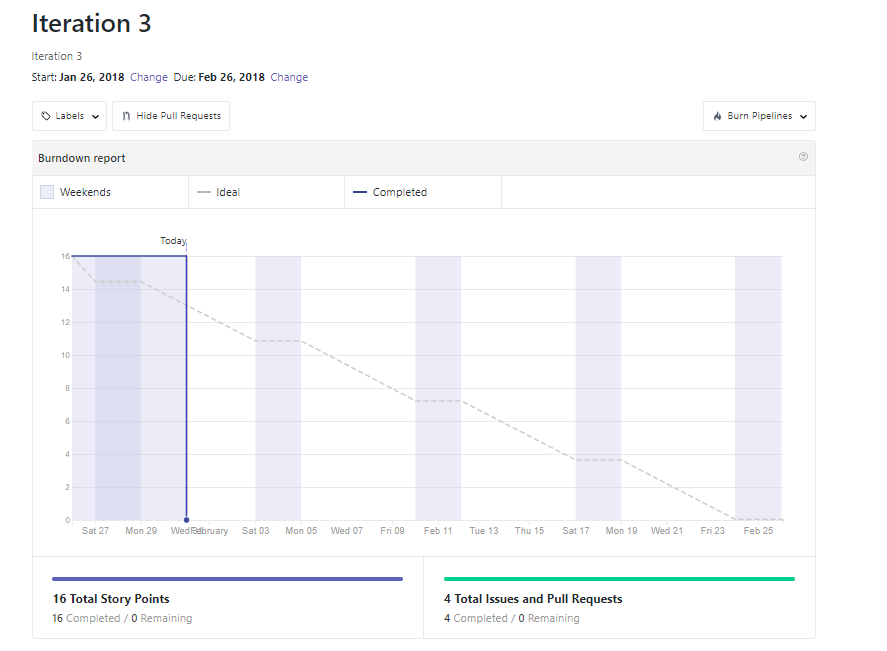 Iteration 3
Iteration 3
Start: Jan 26, 2018 Change Due: Feb 26, 2018 Change
Labels Hide Pull Requests Burn Pipelines
Burndown report
Weekends Ideal Completed
Today
16
14
12
10
8
6
4
2
0
Sat 27 Mon 29 Wed February Sat 03 Mon 05 Wed 07 Fri 09 Feb 11 Tue 13 Thu 15 Sat 17 Mon 19 Wed 21 Fri 23 Feb 25
16 Total Story Points
16 Completed / 0 Remaining
4 Total Issues and Pull Requests
4 Completed / 0 Remaining